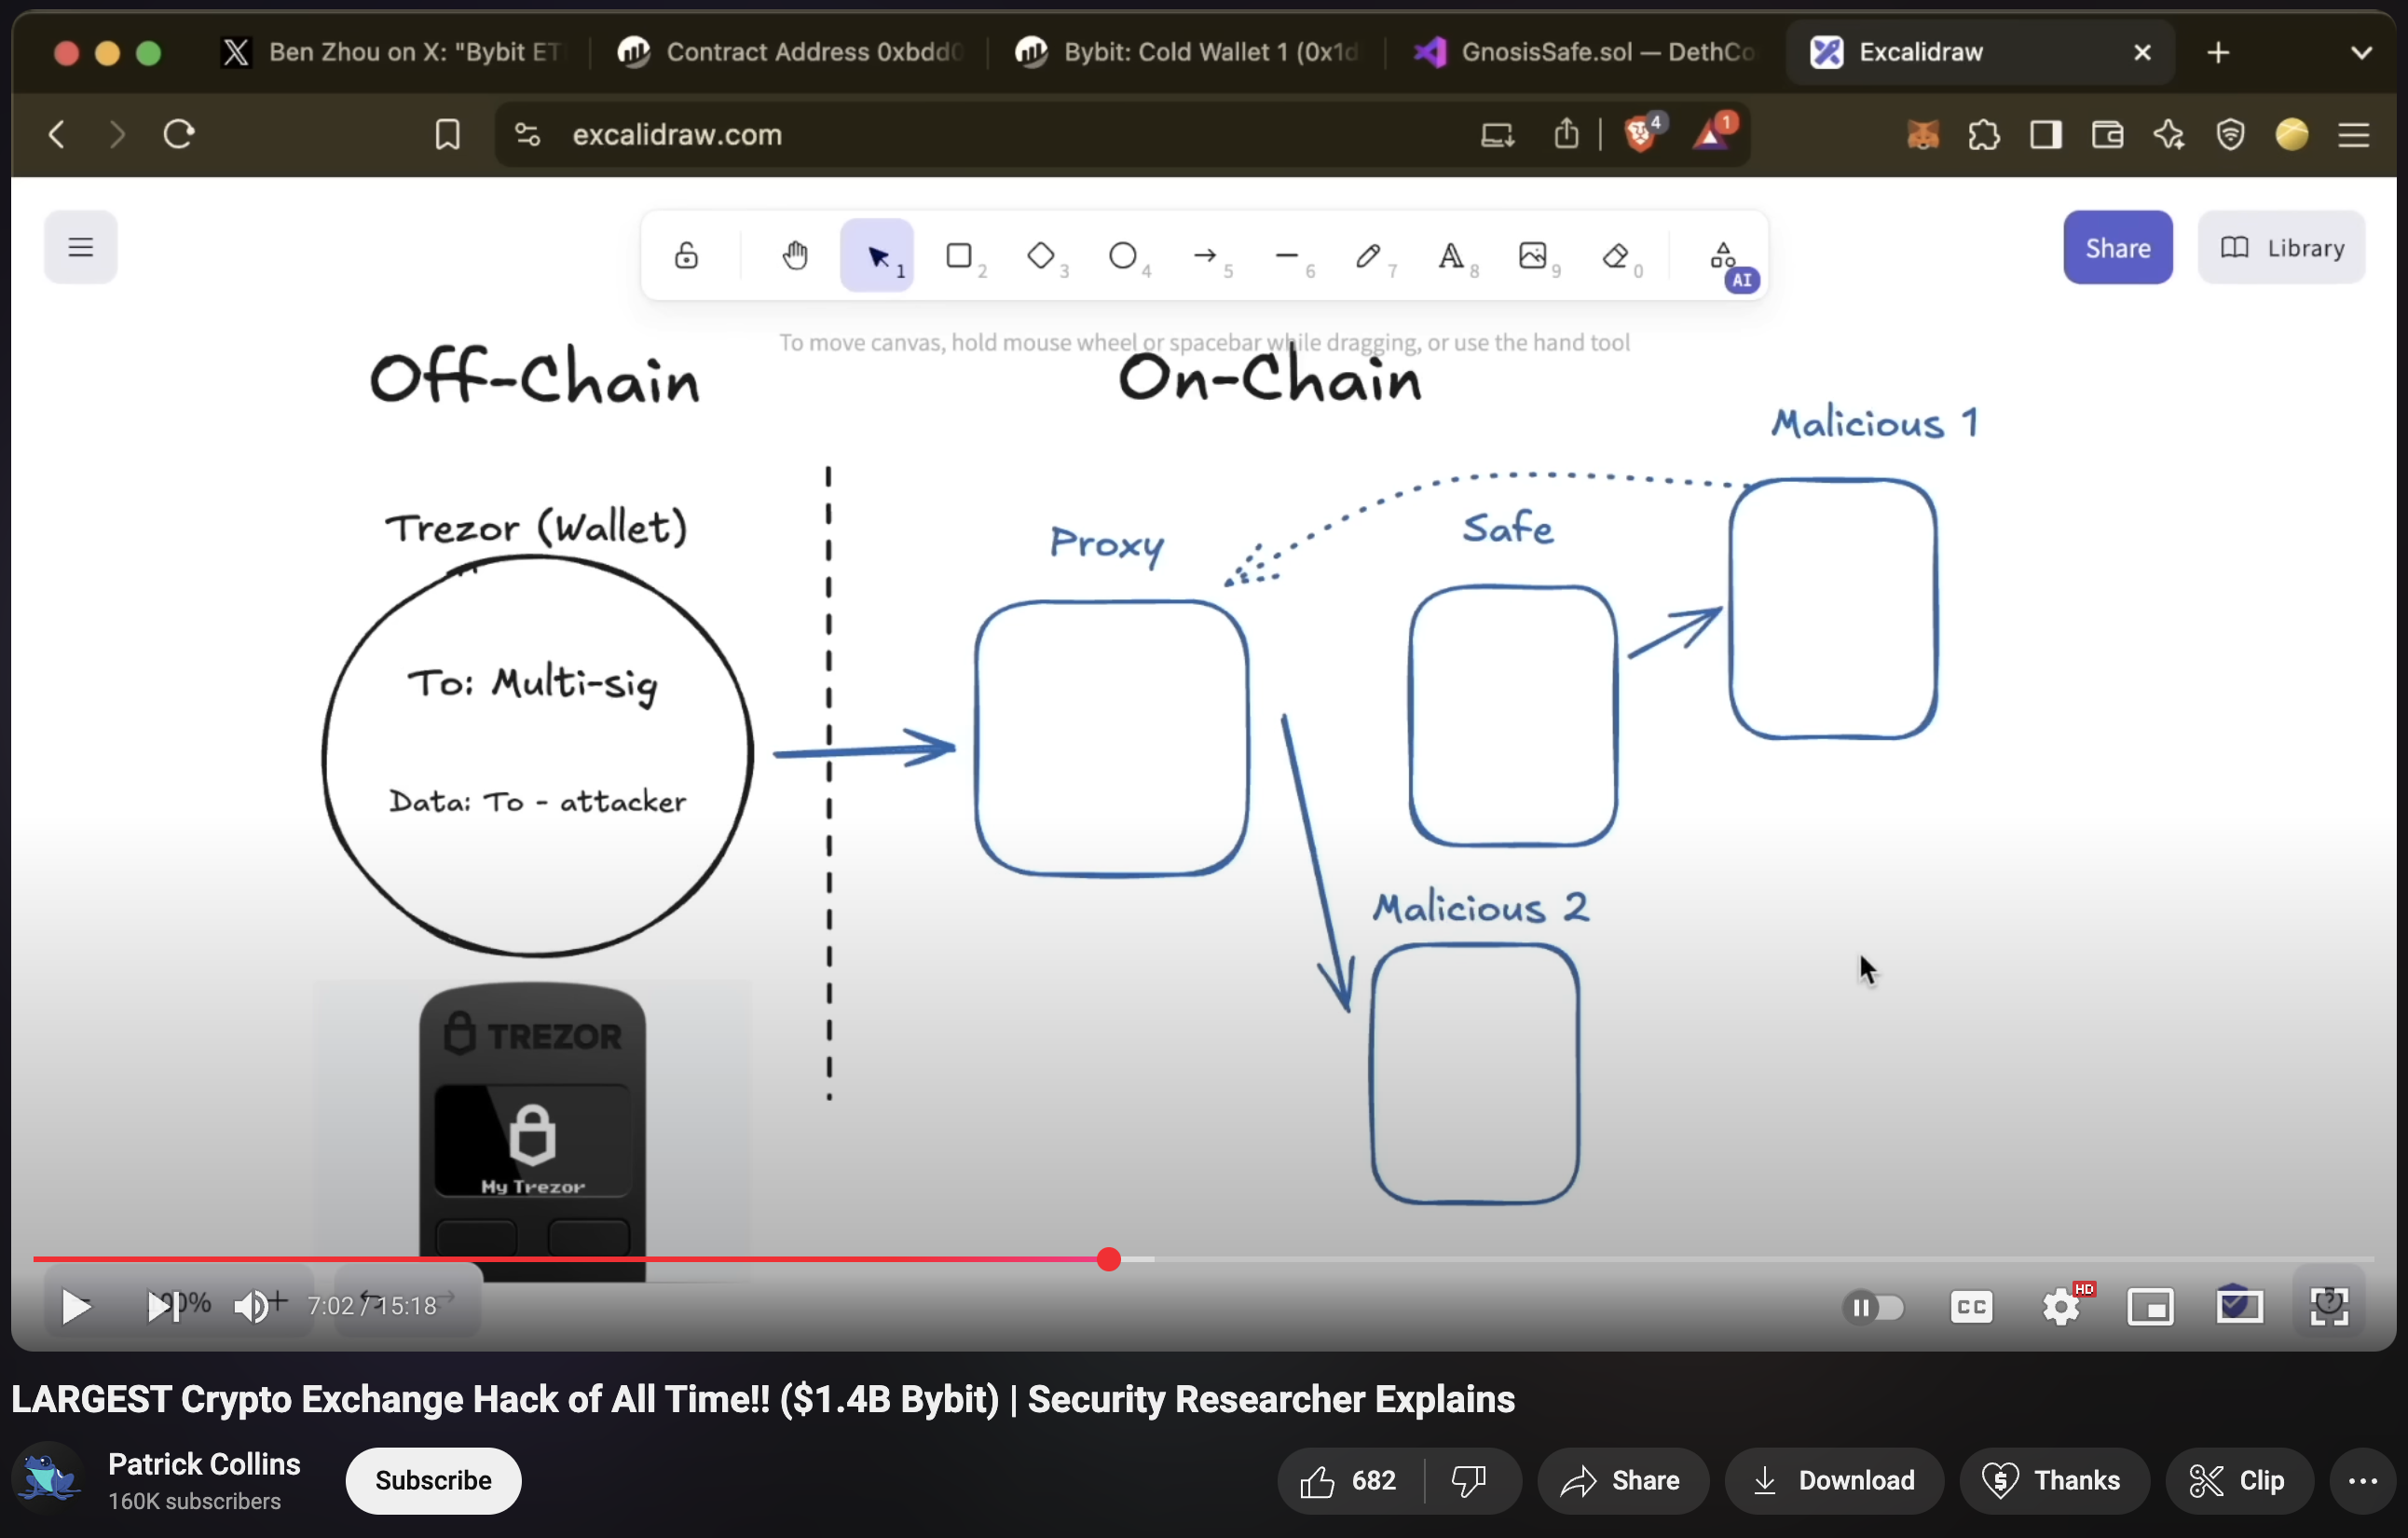 Ben Zhou on X: "Bybit ET
Contract Address 0xbdd0
Bybit: Cold Wallet 1 (0x1d
GnosisSafe.sol — DethCo
Excalidraw
excalidraw.com
4
1
1
2
3
4
5
6
7
8
9
0
AI
Share
Library
To move canvas, hold mouse wheel or spacebar while dragging, or use the hand tool
Off-Chain
On-Chain
Malicious 1
Trezor (Wallet)
Proxy
Safe
To: Multi-sig
Data: To - attacker
Malicious 2
TREZOR
My Trezor
100%
7:02 / 15:18
CC
HD
LARGEST Crypto Exchange Hack of All Time!! ($1.4B Bybit) | Security Researcher Explains
Patrick Collins
160K subscribers
Subscribe
682
Share
Download
Thanks
Clip